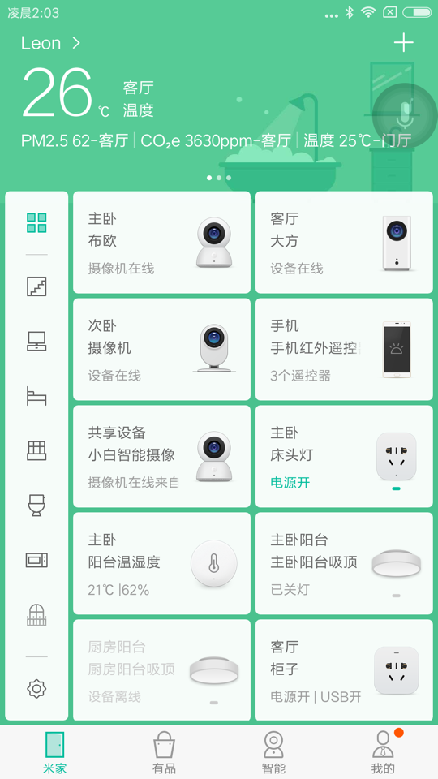 凌晨2:03
Leon
26℃
客厅
温度
PM2.5 62-客厅 | CO₂e 3630ppm-客厅 | 温度 25℃-门厅
主卧
布欧
摄像机在线
客厅
大方
设备在线
次卧
摄像机
设备在线
手机
手机红外遥控
3个遥控器
共享设备
小白智能摄像
摄像机在线来自
主卧
床头灯
电源开
主卧
阳台温湿度
21℃ |62%
主卧阳台
主卧阳台吸顶
已关灯
厨房阳台
厨房阳台吸顶
设备离线
客厅
柜子
电源开 | USB开
米家
有品
智能
我的